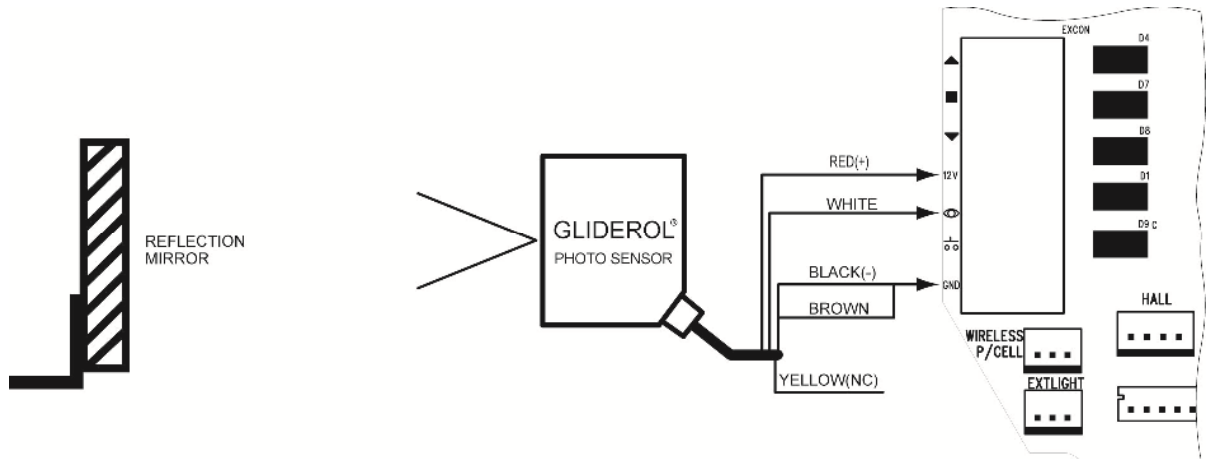 REFLECTION
MIRROR
GLIDEROL®
PHOTO SENSOR
RED(+)
WHITE
BLACK(-)
BROWN
YELLOW(NC)
EXCON
12V
GND
D4
D7
D8
D1
D9 C
HALL
WIRELESS
P/CELL
EXTLIGHT